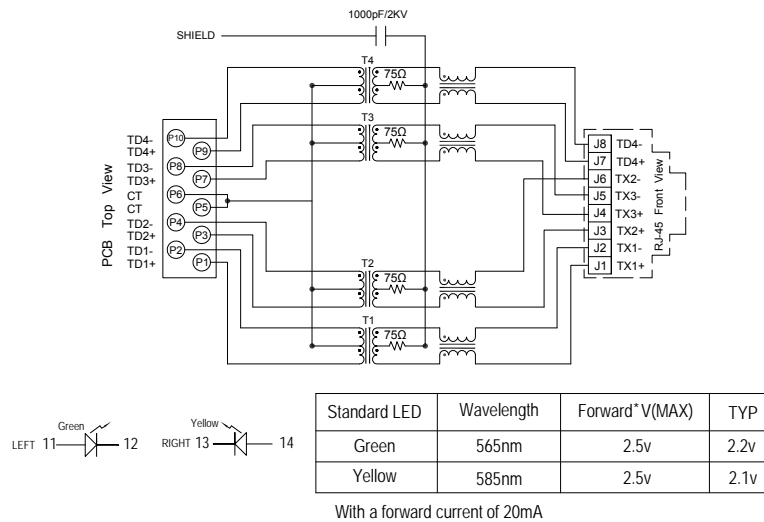 1000pF/2KV
SHIELD
T4
75Ω
T3
75Ω
T2
75Ω
T1
75Ω
PCB Top View
TD4- P10
TD4+ P9
TD3- P8
TD3+ P7
CT P6
CT P5
TD2- P4
TD2+ P3
TD1- P2
TD1+ P1
J8 TD4-
J7 TD4+
J6 TX2-
J5 TX3-
J4 TX3+
J3 TX2+
J2 TX1-
J1 TX1+
RJ-45 Front View
Green
LEFT 11 12
Yellow
RIGHT 13 14
Standard LED Wavelength Forward*V(MAX) TYP
Green 565nm 2.5v 2.2v
Yellow 585nm 2.5v 2.1v
With a forward current of 20mA